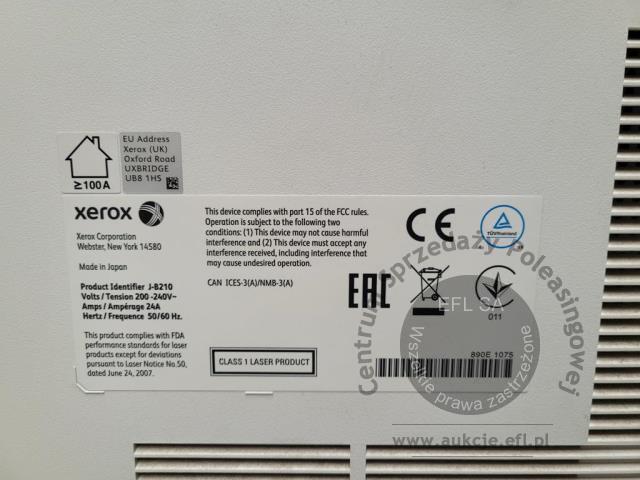 ≥100A
EU Address
Xerox (UK)
Oxford Road
UXBRIDGE
UB8 1HS
xerox
Xerox Corporation
Webster, New York 14580
Made in Japan
Product Identifier J-B210
Volts / Tension 200 -240V~
Amps / Ampérage 24A
Hertz / Frequence 50/60 Hz.
This product complies with FDA
performance standards for laser
products except for deviations
pursuant to Laser Notice No.50,
dated June 24, 2007.
This device complies with part 15 of the FCC rules.
Operation is subject to the following two
conditions: (1) This device may not cause harmful
interference and (2) This device must accept any
interference received, including interference that
may cause undesired operation.
CAN ICES-3(A)/NMB-3(A)
CLASS 1 LASER PRODUCT
CE
TÜVRheinland
EAC
011
890E 1075
Centrum Sprzedaży Poleasingowej
EFL SA
Wszelkie prawa zastrzeżone
www.aukcje.efl.pl